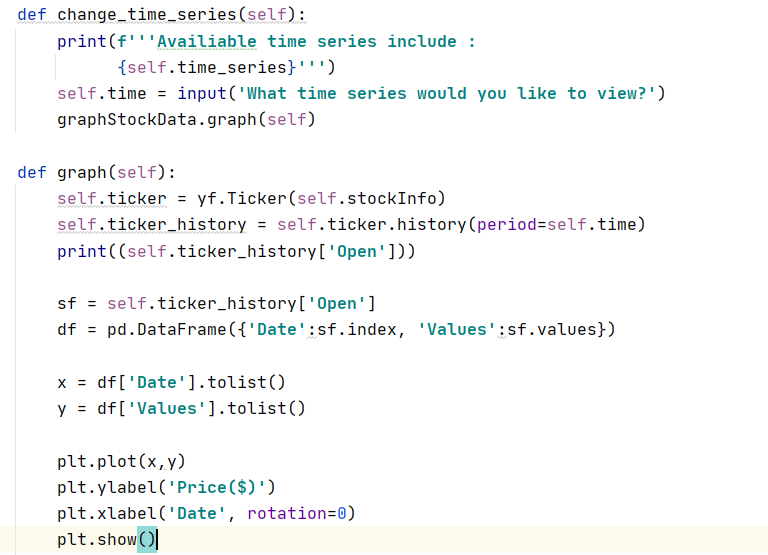 def change_time_series(self):
    print(f'''Availiable time series include :
          {self.time_series}''')
    self.time = input('What time series would you like to view?')
    graphStockData.graph(self)

def graph(self):
    self.ticker = yf.Ticker(self.stockInfo)
    self.ticker_history = self.ticker.history(period=self.time)
    print((self.ticker_history['Open']))

    sf = self.ticker_history['Open']
    df = pd.DataFrame({'Date':sf.index, 'Values':sf.values})

    x = df['Date'].tolist()
    y = df['Values'].tolist()

    plt.plot(x,y)
    plt.ylabel('Price($)')
    plt.xlabel('Date', rotation=0)
    plt.show()